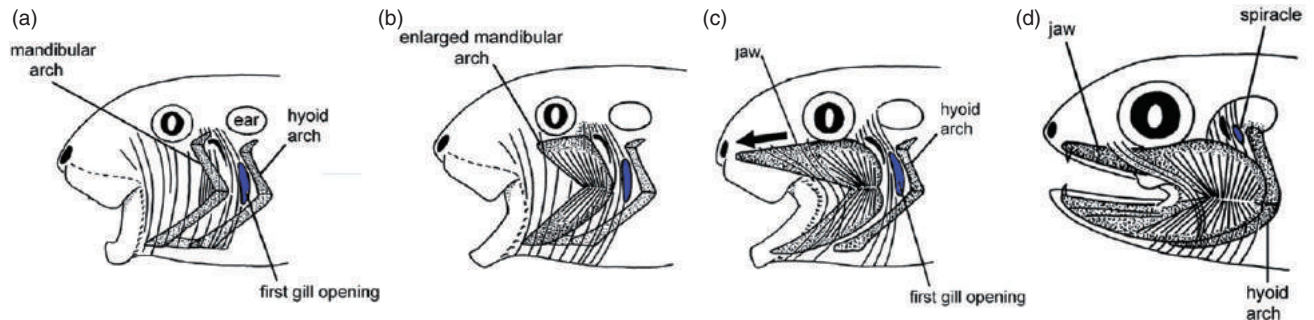 (a)
mandibular
arch
ear
hyoid
arch
first gill opening
(b)
enlarged mandibular
arch
(c)
jaw
hyoid
arch
first gill opening
(d)
jaw
spiracle
hyoid
arch